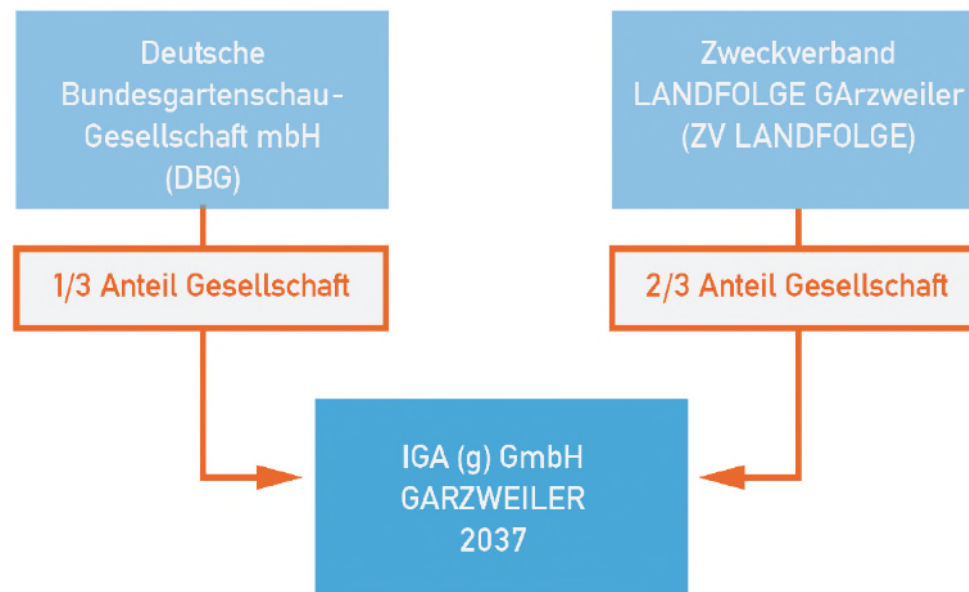 Deutsche
Bundesgartenschau-
Gesellschaft mbH
(DBG)
Zweckverband
LANDFOLGE GArzweiler
(ZV LANDFOLGE)
1/3 Anteil Gesellschaft
2/3 Anteil Gesellschaft
IGA (g) GmbH
GARZWEILER
2037